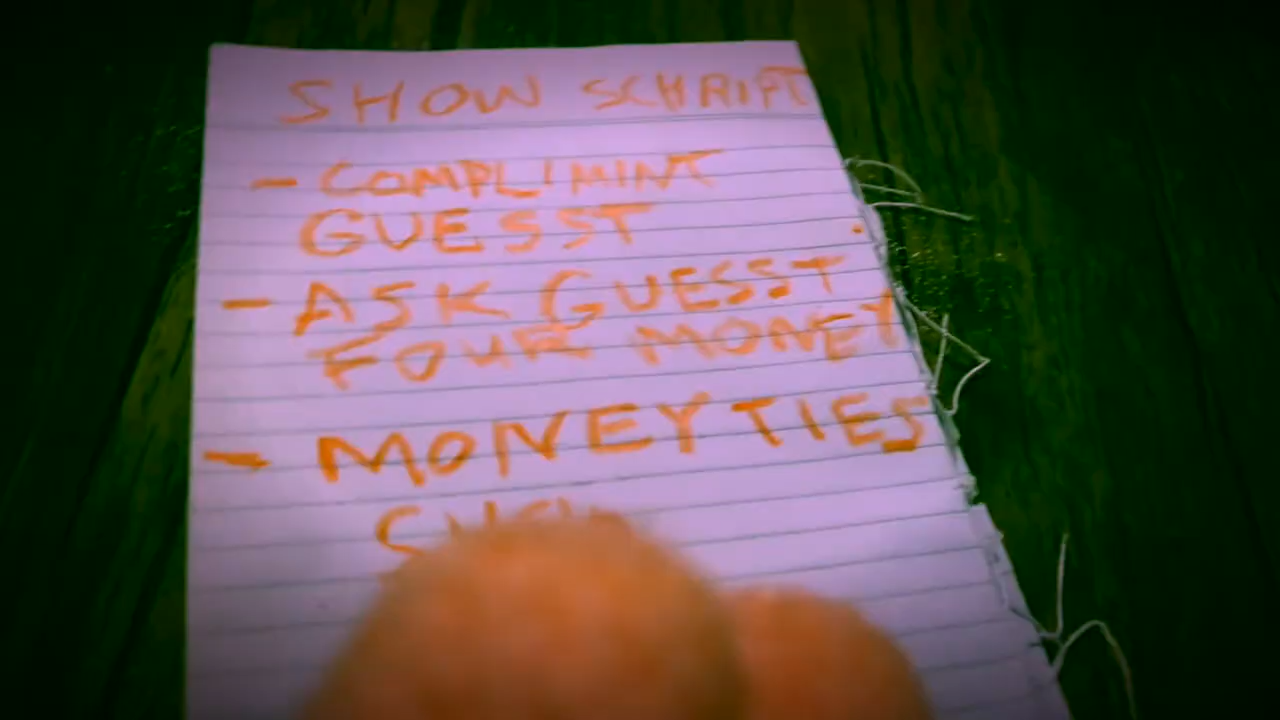 SHOW SCHRIPT
- COMPLIMINT
GUESST
- ASK GUESST
FOUR MONEY
- MONEYTIES